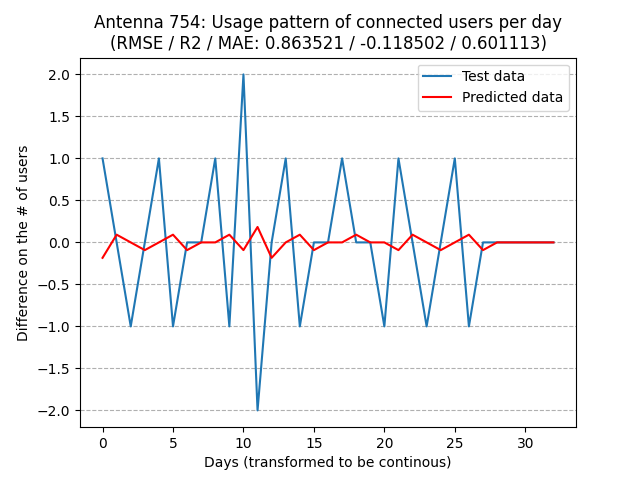 Antenna 754: Usage pattern of connected users per day
(RMSE / R2 / MAE: 0.863521 / -0.118502 / 0.601113)
Test data
Predicted data
Difference on the # of users
2.0
1.5
1.0
0.5
0.0
−0.5
−1.0
−1.5
−2.0
0 5 10 15 20 25 30
Days (transformed to be continous)